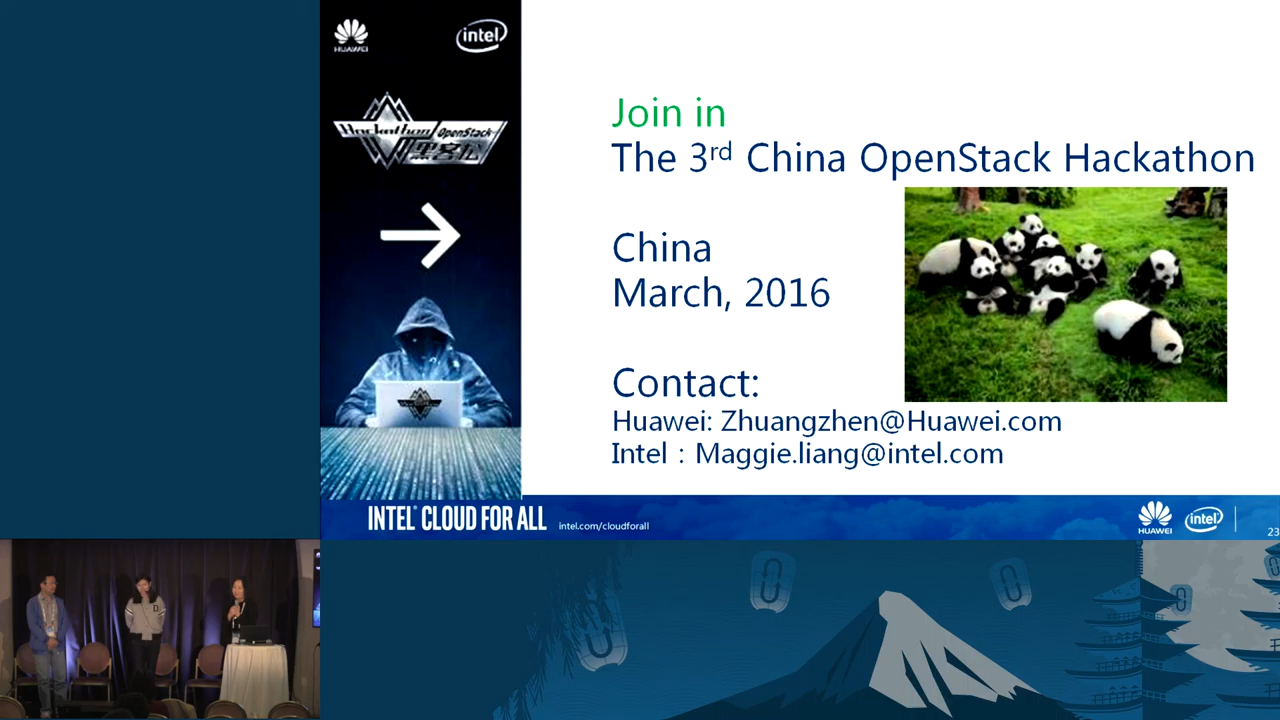 HUAWEI
intel
Hackathon OpenStack
黑客松
Join in
The 3rd China OpenStack Hackathon
China
March, 2016
Contact:
Huawei: Zhuangzhen@Huawei.com
Intel：Maggie.liang@intel.com
INTEL® CLOUD FOR ALL intel.com/cloudforall
HUAWEI intel
23